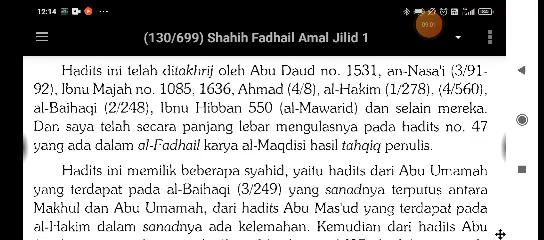 12:14
09:01
(130/699) Shahih Fadhail Amal Jilid 1
Hadits ini telah ditakhrij oleh Abu Daud no. 1531, an-Nasa'i (3/91-
92), Ibnu Majah no. 1085, 1636, Ahmad (4/8), al-Hakim (1/278), (4/560),
al-Baihaqi (2/248), Ibnu Hibban 550 (al-Mawarid) dan selain mereka.
Dan saya telah secara panjang lebar mengulasnya pada hadits no. 47
yang ada dalam al-Fadhail karya al-Maqdisi hasil tahqiq penulis.
Hadits ini memilik beberapa syahid, yaitu hadits dari Abu Umamah
yang terdapat pada al-Baihaqi (3/249) yang sanadnya terputus antara
Makhul dan Abu Umamah, dari hadits Abu Mas'ud yang terdapat pada
al-Hakim dalam sanadnya ada kelemahan. Kemudian dari hadits Abu